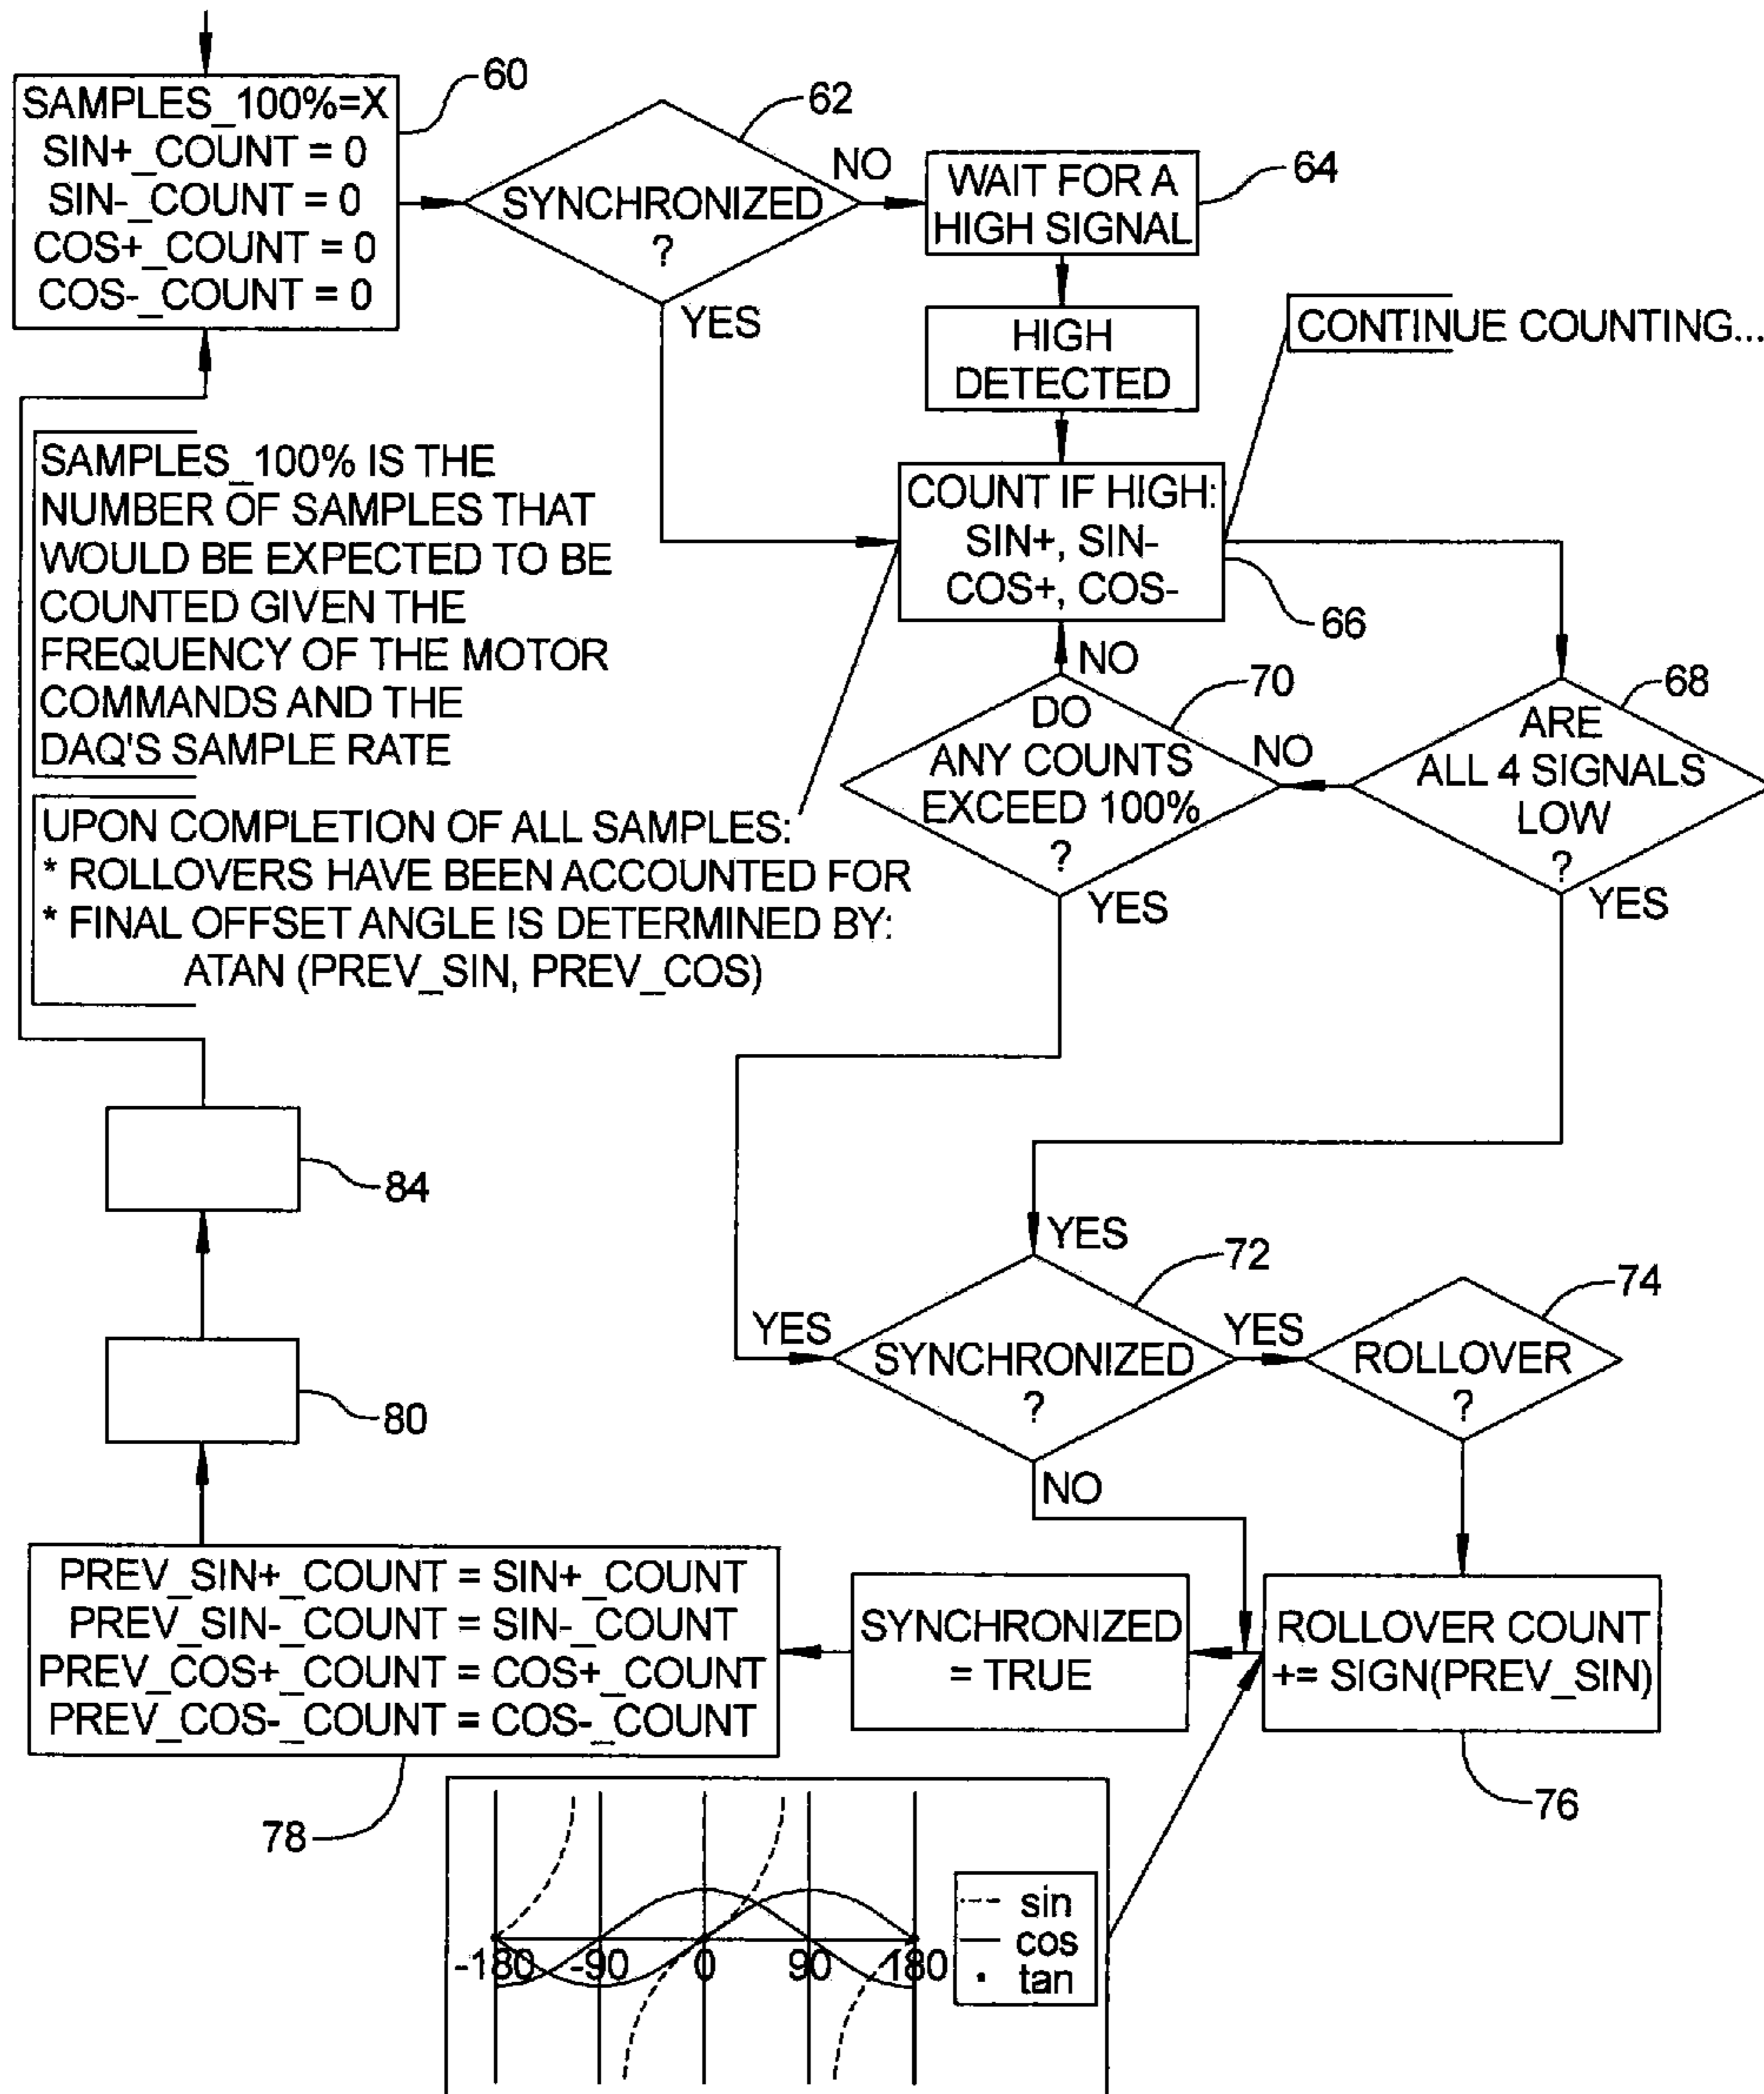 SAMPLES_100%=X
SIN+_COUNT = 0
SIN-_COUNT = 0
COS+_COUNT = 0
COS-_COUNT = 0
60
62
SYNCHRONIZED
?
NO
YES
WAIT FOR A
HIGH SIGNAL
64
HIGH
DETECTED
CONTINUE COUNTING...
COUNT IF HIGH:
SIN+, SIN-
COS+, COS-
66
SAMPLES_100% IS THE
NUMBER OF SAMPLES THAT
WOULD BE EXPECTED TO BE
COUNTED GIVEN THE
FREQUENCY OF THE MOTOR
COMMANDS AND THE
DAQ'S SAMPLE RATE
UPON COMPLETION OF ALL SAMPLES:
* ROLLOVERS HAVE BEEN ACCOUNTED FOR
* FINAL OFFSET ANGLE IS DETERMINED BY:
ATAN (PREV_SIN, PREV_COS)
NO
70
DO
ANY COUNTS
EXCEED 100%
?
YES
NO
68
ARE
ALL 4 SIGNALS
LOW
?
YES
84
80
YES
YES
72
SYNCHRONIZED
?
YES
NO
74
ROLLOVER
?
PREV_SIN+_COUNT = SIN+_COUNT
PREV_SIN-_COUNT = SIN-_COUNT
PREV_COS+_COUNT = COS+_COUNT
PREV_COS-_COUNT = COS-_COUNT
78
SYNCHRONIZED
= TRUE
ROLLOVER COUNT
+= SIGN(PREV_SIN)
76
-180 -90 0 90 180
sin
cos
tan